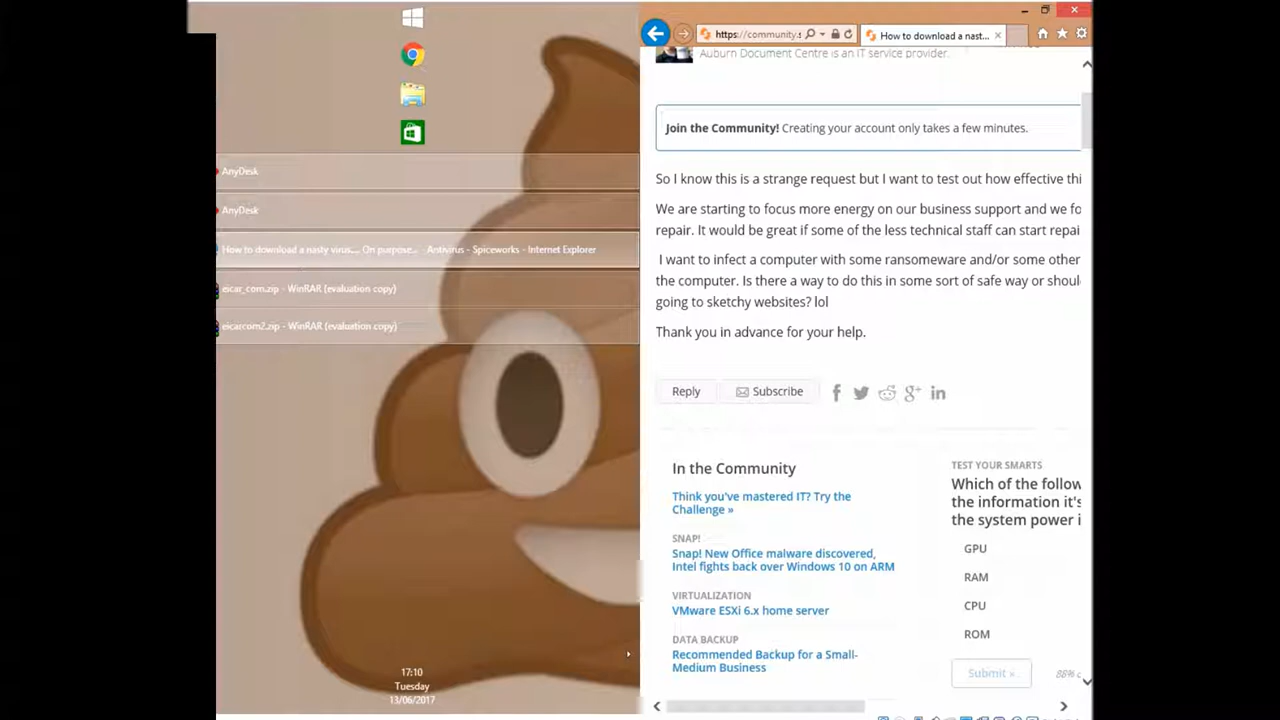 https://community.s
How to download a nasty...
Auburn Document Centre is an IT service provider.
Join the Community! Creating your account only takes a few minutes.
AnyDesk
So I know this is a strange request but I want to test out how effective thi
AnyDesk
We are starting to focus more energy on our business support and we fo
repair. It would be great if some of the less technical staff can start repai
How to download a nasty virus.... On purpose... - Antivirus - Spiceworks - Internet Explorer
I want to infect a computer with some ransomeware and/or some other
the computer. Is there a way to do this in some sort of safe way or shoul
eicar_com.zip - WinRAR (evaluation copy)
going to sketchy websites? lol
eicarcom2.zip - WinRAR (evaluation copy)
Thank you in advance for your help.
Reply
Subscribe
In the Community
Think you've mastered IT? Try the
Challenge »
SNAP!
Snap! New Office malware discovered,
Intel fights back over Windows 10 on ARM
VIRTUALIZATION
VMware ESXi 6.x home server
DATA BACKUP
Recommended Backup for a Small-
Medium Business
TEST YOUR SMARTS
Which of the follow
the information it's
the system power i
GPU
RAM
CPU
ROM
Submit »
88% c
17:10
Tuesday
13/06/2017